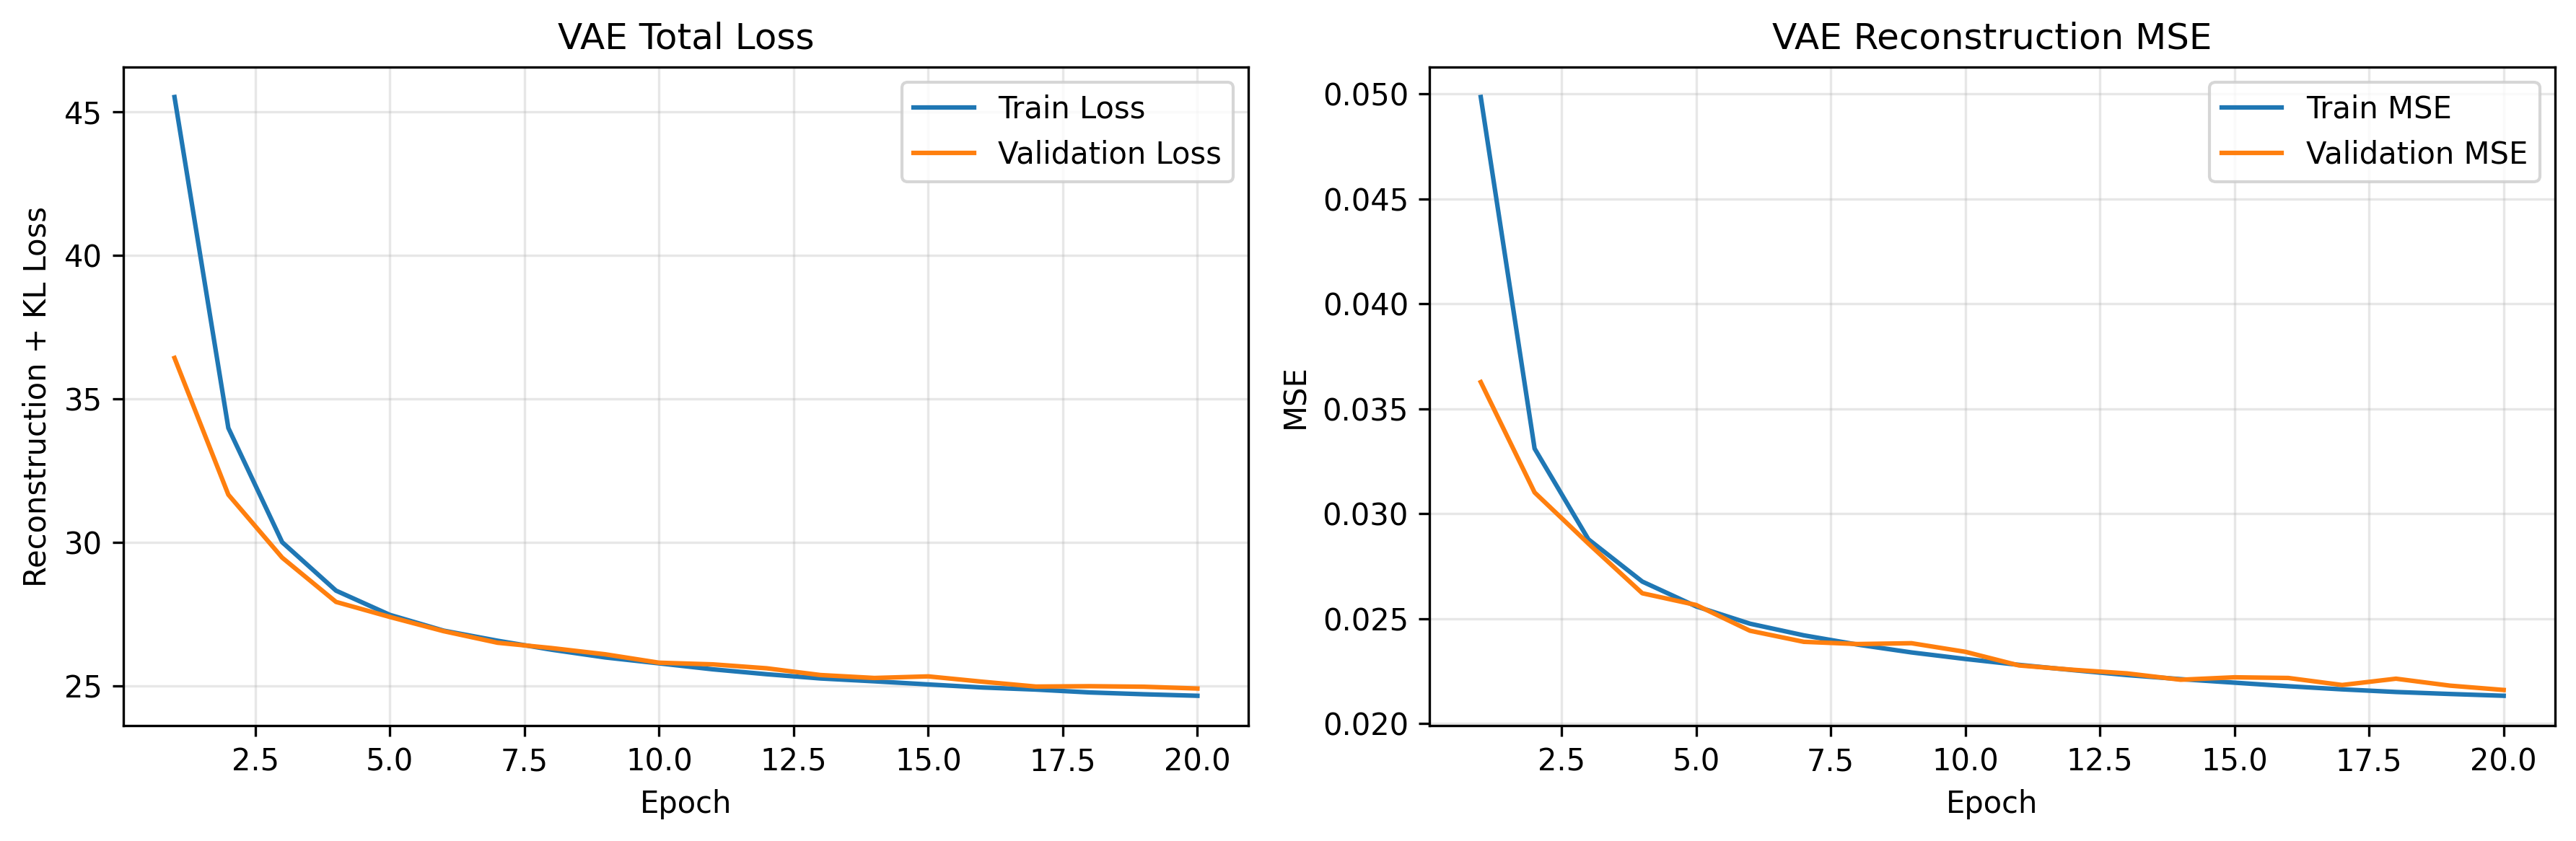 VAE Total Loss
Reconstruction + KL Loss
45
40
35
30
25
Train Loss
Validation Loss
2.5 5.0 7.5 10.0 12.5 15.0 17.5 20.0
Epoch
VAE Reconstruction MSE
MSE
0.050
0.045
0.040
0.035
0.030
0.025
0.020
Train MSE
Validation MSE
2.5 5.0 7.5 10.0 12.5 15.0 17.5 20.0
Epoch